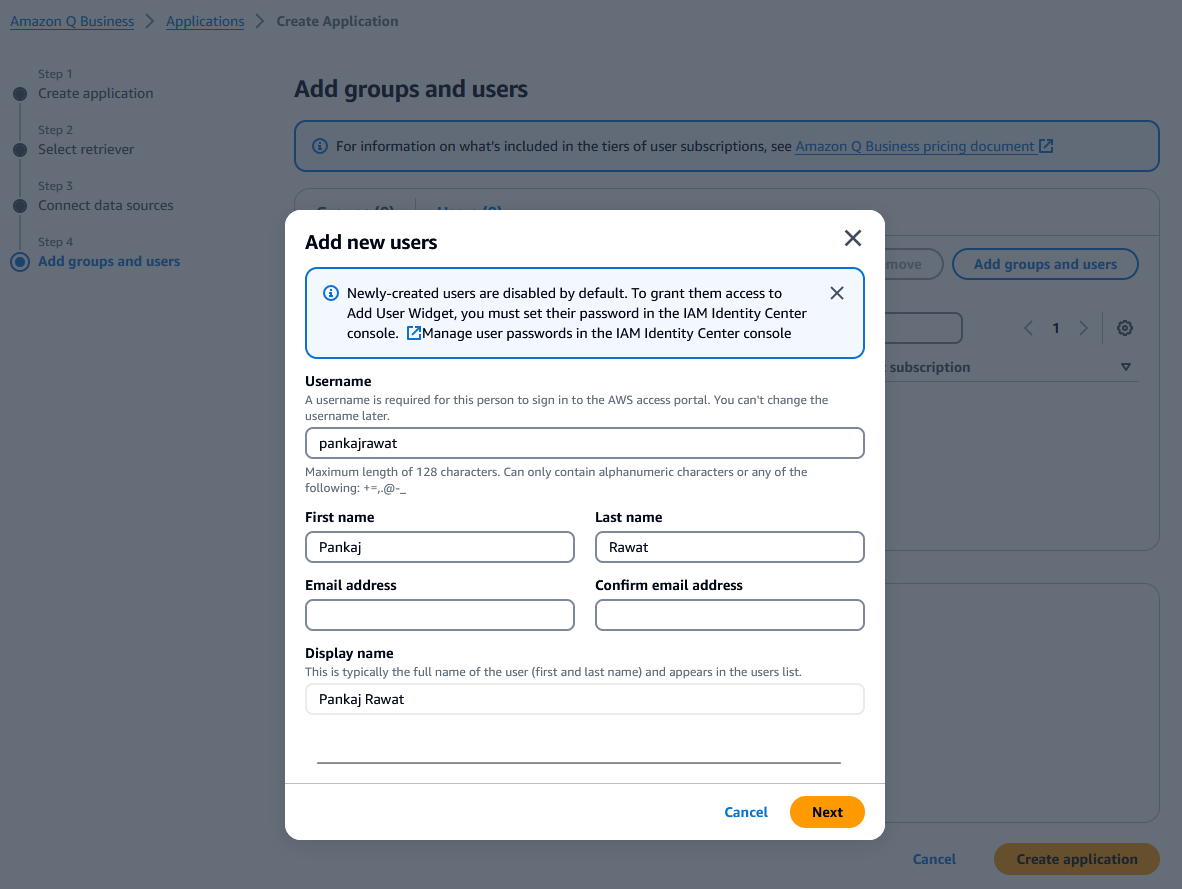 Amazon Q Business > Applications > Create Application
Step 1
Create application
Step 2
Select retriever
Step 3
Connect data sources
Step 4
Add groups and users
Add groups and users
For information on what's included in the tiers of user subscriptions, see Amazon Q Business pricing document
Add groups and users
1
subscription
Add new users
Newly-created users are disabled by default. To grant them access to
Add User Widget, you must set their password in the IAM Identity Center
console. Manage user passwords in the IAM Identity Center console
Username
A username is required for this person to sign in to the AWS access portal. You can't change the
username later.
pankajrawat
Maximum length of 128 characters. Can only contain alphanumeric characters or any of the
following: +=,.@-_
First name
Last name
Pankaj
Rawat
Email address
Confirm email address
Display name
This is typically the full name of the user (first and last name) and appears in the users list.
Pankaj Rawat
Cancel
Next
Cancel
Create application